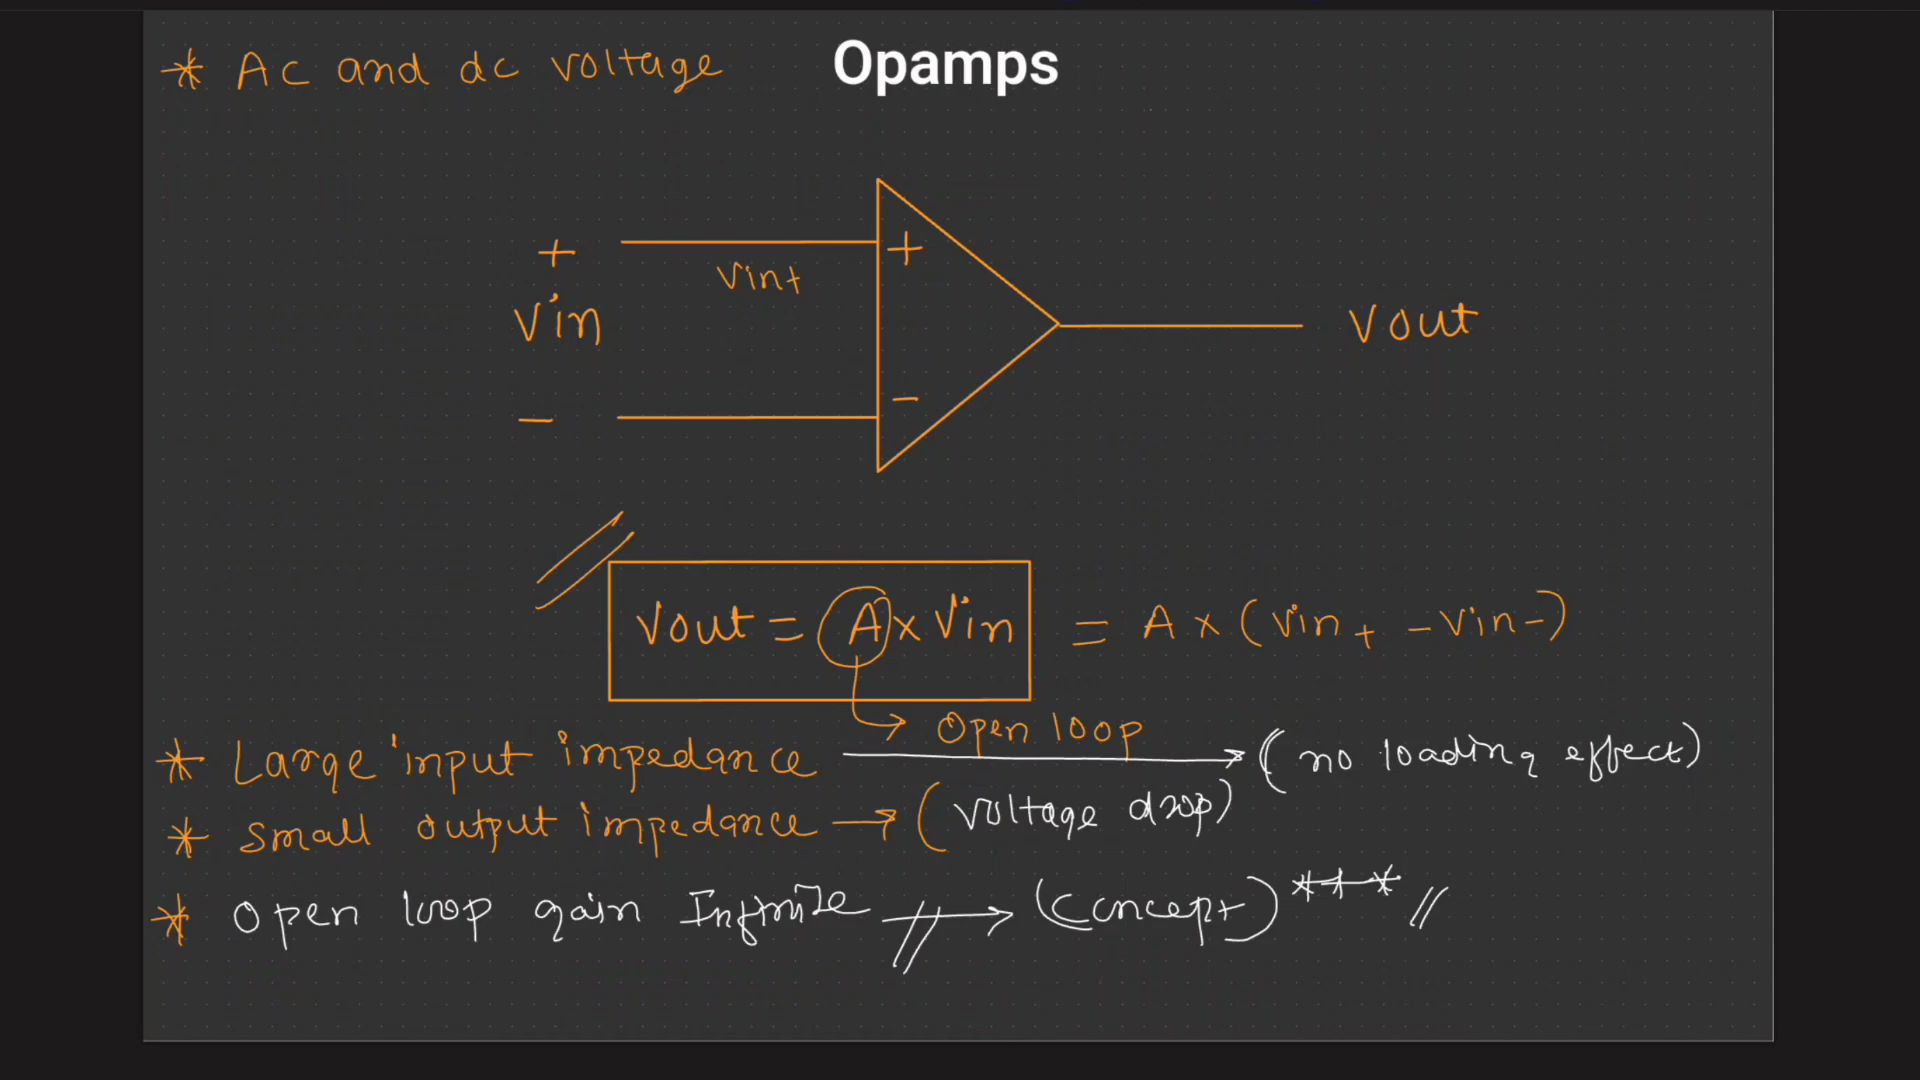 * Ac and dc voltage
Opamps
+
+
Vin+
Vin
Vout
-
-
Vout = A x Vin = A x (Vin+ - Vin-)
Open loop
* Large input impedance (no loading effect)
* small output impedance → (voltage drop)
* Open loop gain Infinite → (concept) ***